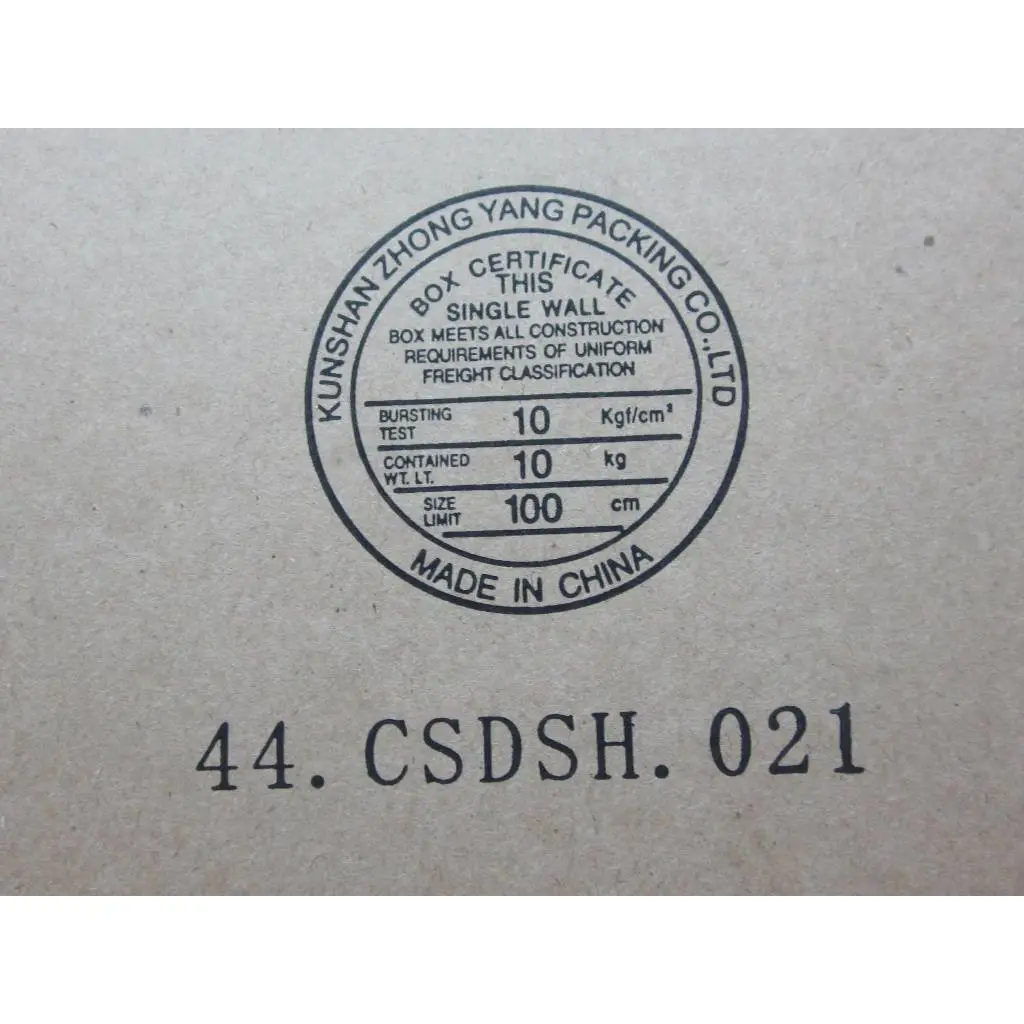 KUNSHAN ZHONG YANG PACKING CO.,LTD
BOX CERTIFICATE
THIS
SINGLE WALL
BOX MEETS ALL CONSTRUCTION
REQUIREMENTS OF UNIFORM
FREIGHT CLASSIFICATION
BURSTING TEST 10 Kgf/cm²
CONTAINED WT. LT. 10 kg
SIZE LIMIT 100 cm
MADE IN CHINA
44. CSDSH. 021